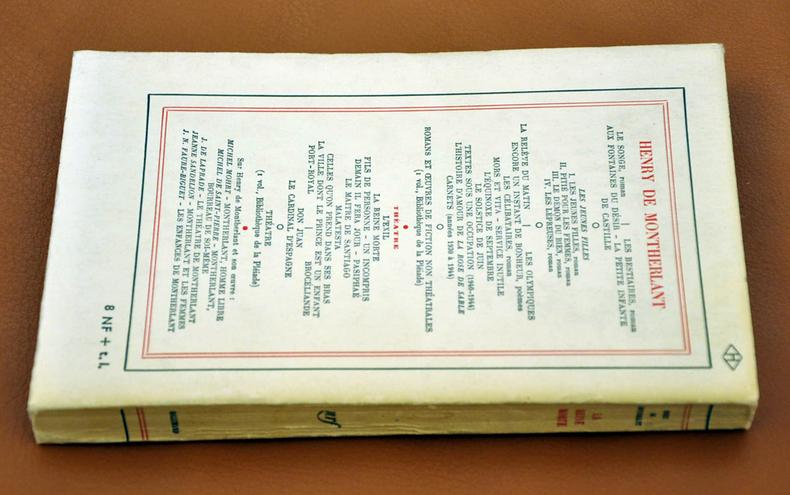 HENRY DE MONTHERLANT
LE SONGE, roman
LES BESTIAIRES, roman
AUX FONTAINES DU DÉSIR - LA PETITE INFANTE
DE CASTILLE
LES JEUNES FILLES
I. LES JEUNES FILLES, roman
II. PITIÉ POUR LES FEMMES, roman
III. LE DÉMON DU BIEN, roman
IV. LES LÉPREUSES, roman
LA RELÈVE DU MATIN
LES OLYMPIQUES
ENCORE UN INSTANT DE BONHEUR, poèmes
LES CÉLIBATAIRES, roman
MORS ET VITA - SERVICE INUTILE
L'ÉQUINOXE DE SEPTEMBRE
LE SOLSTICE DE JUIN
TEXTES SOUS UNE OCCUPATION (1940-1944)
L'HISTOIRE D'AMOUR DE LA ROSE DE SABLE
CARNETS (années 1930 à 1944)
ROMANS ET ŒUVRES DE FICTION NON THÉÂTRALES
(1 vol., Bibliothèque de la Pléiade)
THÉATRE
L'EXIL
LA REINE MORTE
FILS DE PERSONNE - UN INCOMPRIS
DEMAIN IL FERA JOUR - PASIPHAÉ
LE MAITRE DE SANTIAGO
MALATESTA
CELLES QU'ON PREND DANS SES BRAS
LA VILLE DONT LE PRINCE EST UN ENFANT
PORT-ROYAL
BROCÉLIANDE
DON JUAN
LE CARDINAL D'ESPAGNE
THÉÂTRE
(1 vol., Bibliothèque de la Pléiade)
Sur Henry de Montherlant et son œuvre :
MICHEL MOHRT - MONTHERLANT, HOMME LIBRE
MICHEL DE SAINT-PIERRE - MONTHERLANT,
BOURREAU DE SOI-MÊME
J. DE LAPRADE - LE THÉATRE DE MONTHERLANT
JEANNE SANDELION - MONTHERLANT ET LES FEMMES
J. N. FAURE-BIGUET - LES ENFANCES DE MONTHERLANT
8 NF + t.l.
H
LA
REINE
MORTE
nrf